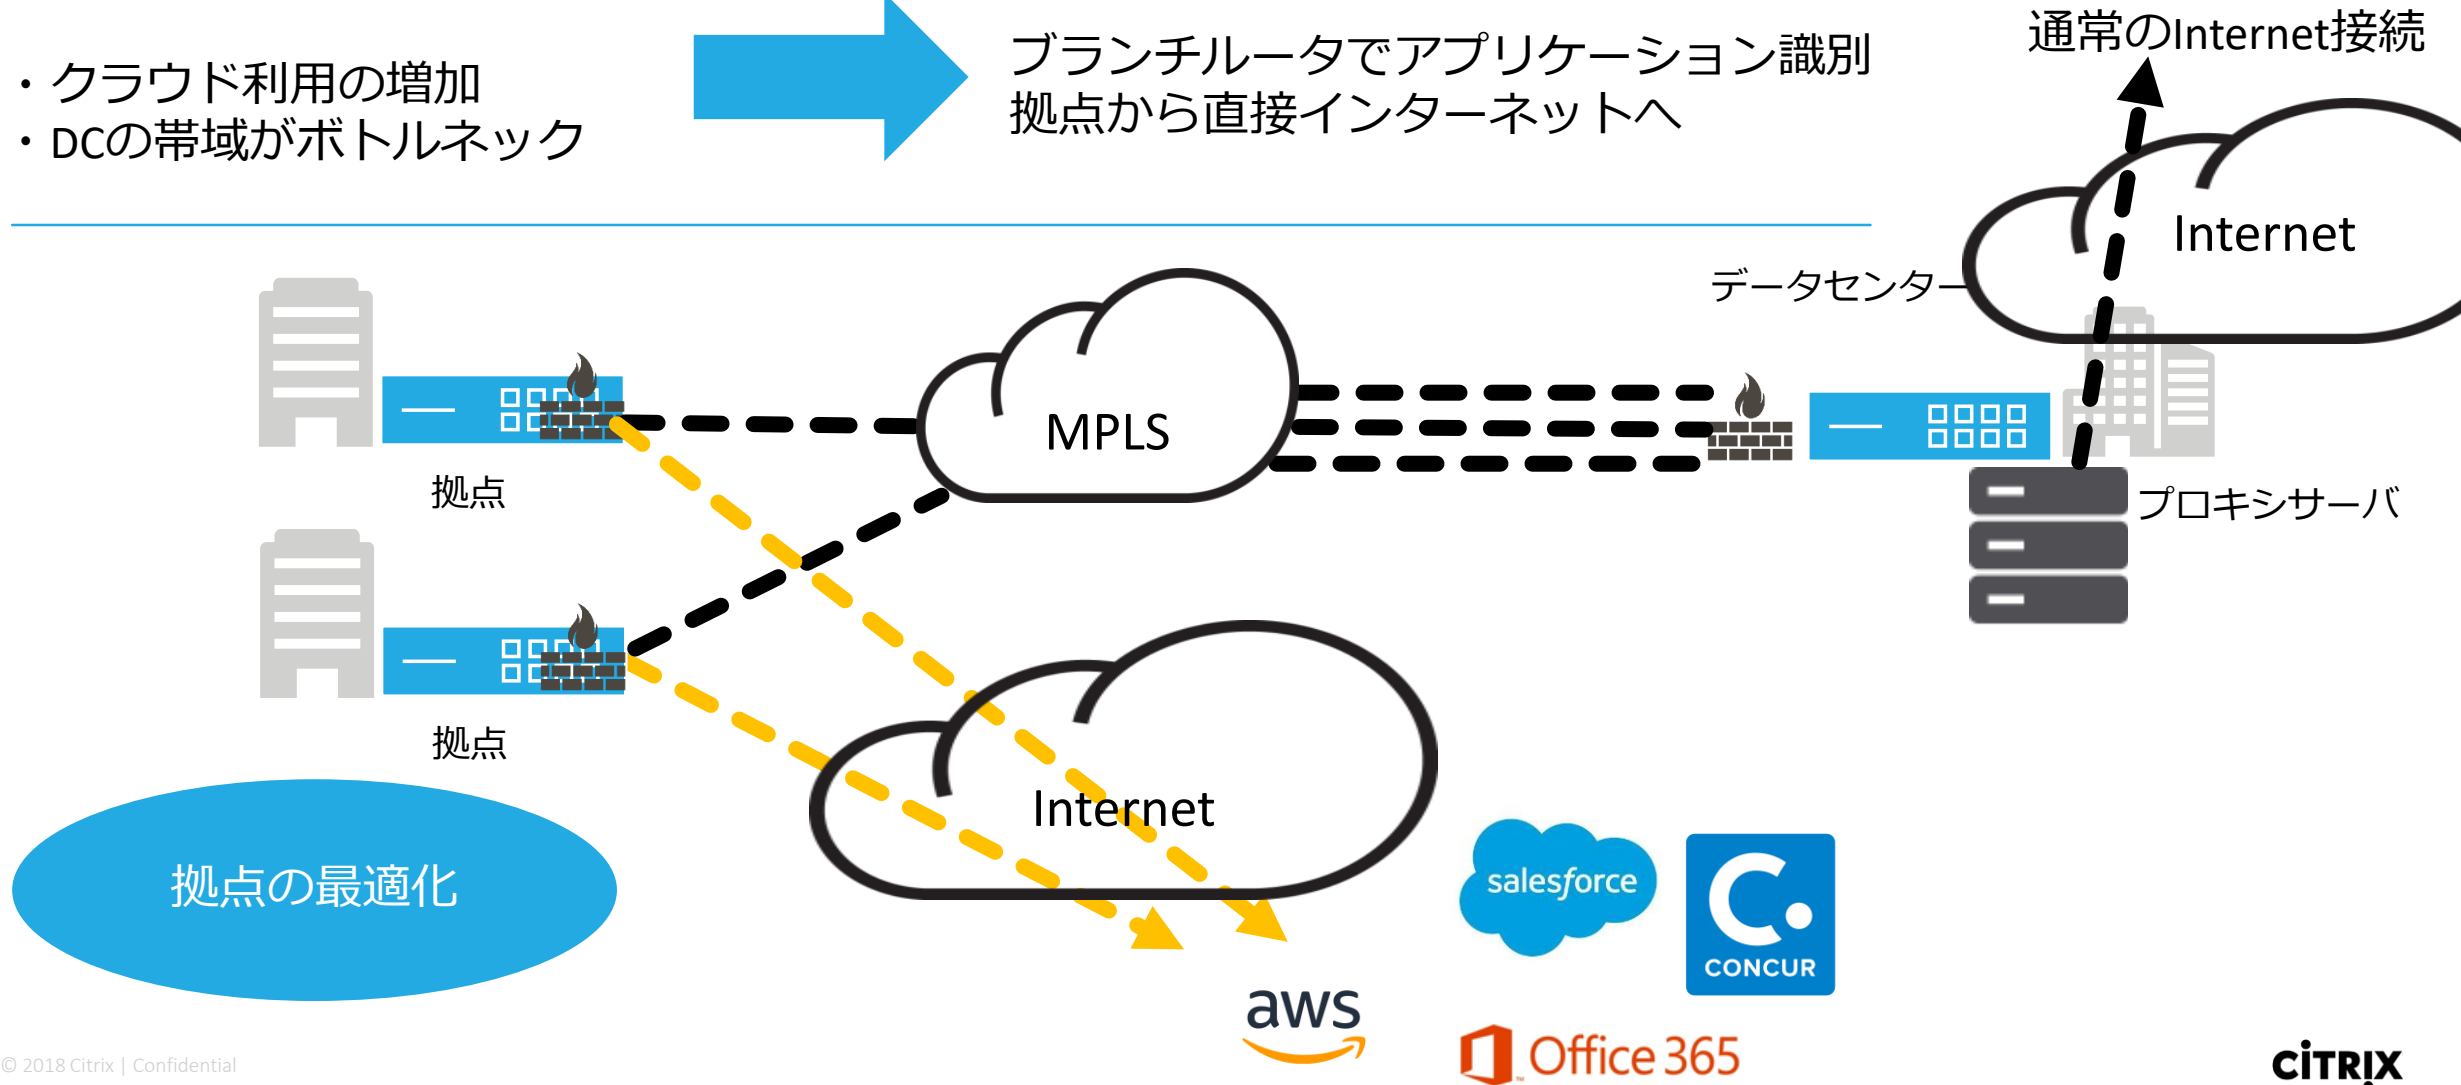 ・クラウド利用の増加
・DCの帯域がボトルネック
ブランチルータでアプリケーション識別
拠点から直接インターネットへ
通常のInternet接続
Internet
データセンター
MPLS
拠点
プロキシサーバ
拠点
Internet
拠点の最適化
salesforce
CONCUR
aws
Office 365
© 2018 Citrix | Confidential
CITRIX